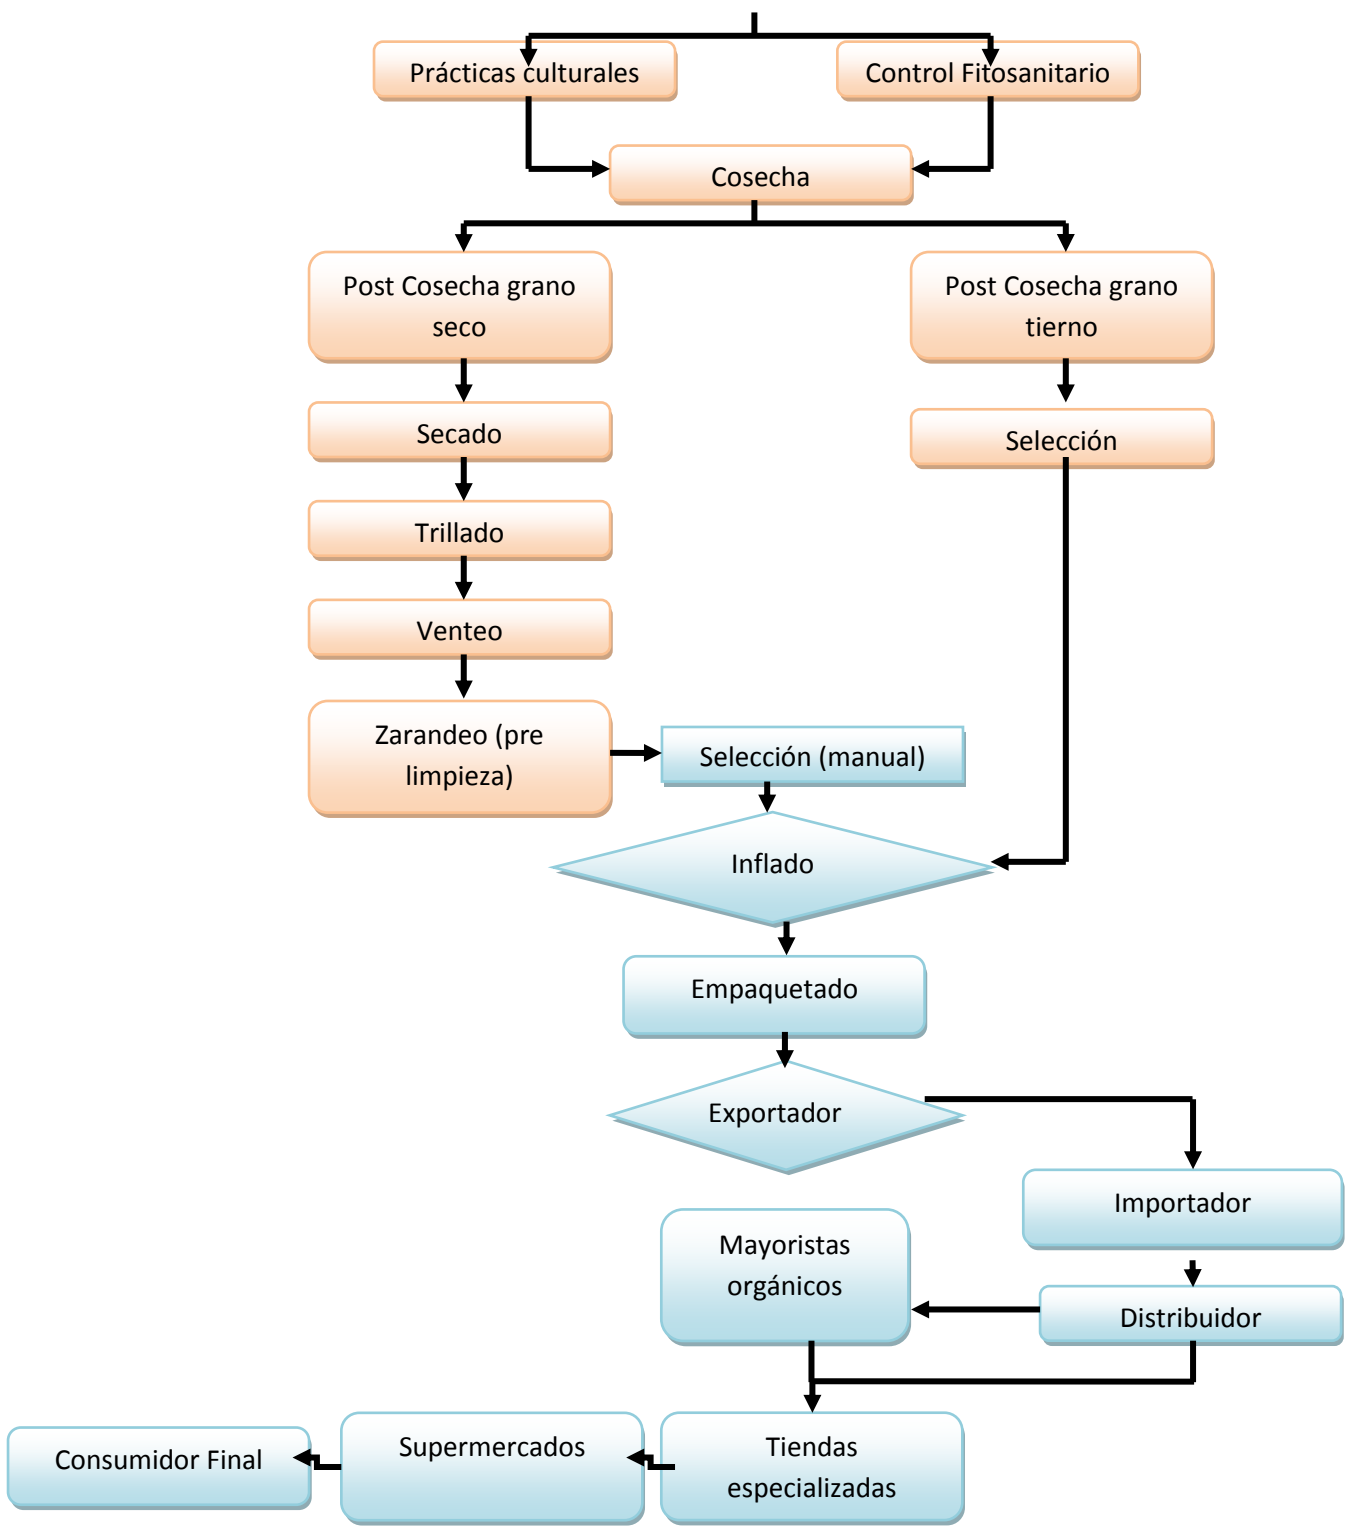 Prácticas culturales
Control Fitosanitario
Cosecha
Post Cosecha grano
seco
Post Cosecha grano
tierno
Secado
Selección
Trillado
Venteo
Zarandeo (pre
limpieza)
Selección (manual)
Inflado
Empaquetado
Exportador
Importador
Mayoristas
orgánicos
Distribuidor
Tiendas
especializadas
Supermercados
Consumidor Final